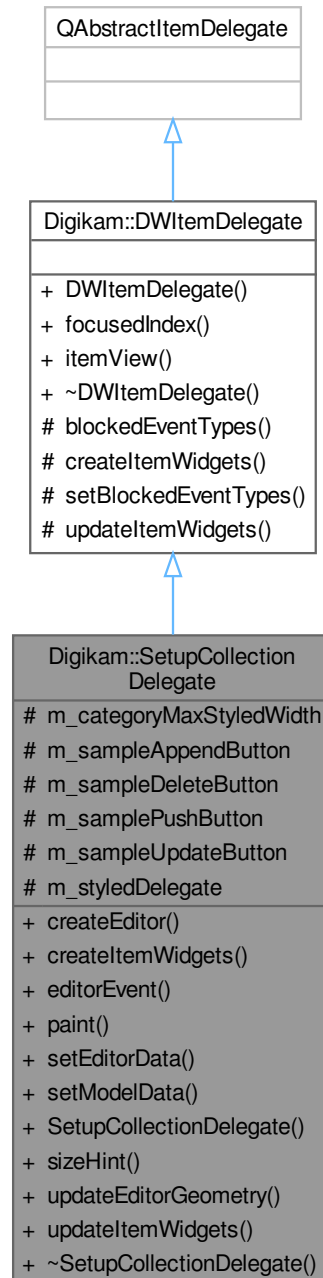 QAbstractItemDelegate
Digikam::DWItemDelegate
+ DWItemDelegate()
+ focusedIndex()
+ itemView()
+ ~DWItemDelegate()
# blockedEventTypes()
# createItemWidgets()
# setBlockedEventTypes()
# updateItemWidgets()
Digikam::SetupCollection
Delegate
# m_categoryMaxStyledWidth
# m_sampleAppendButton
# m_sampleDeleteButton
# m_samplePushButton
# m_sampleUpdateButton
# m_styledDelegate
+ createEditor()
+ createItemWidgets()
+ editorEvent()
+ paint()
+ setEditorData()
+ setModelData()
+ SetupCollectionDelegate()
+ sizeHint()
+ updateEditorGeometry()
+ updateItemWidgets()
+ ~SetupCollectionDelegate()